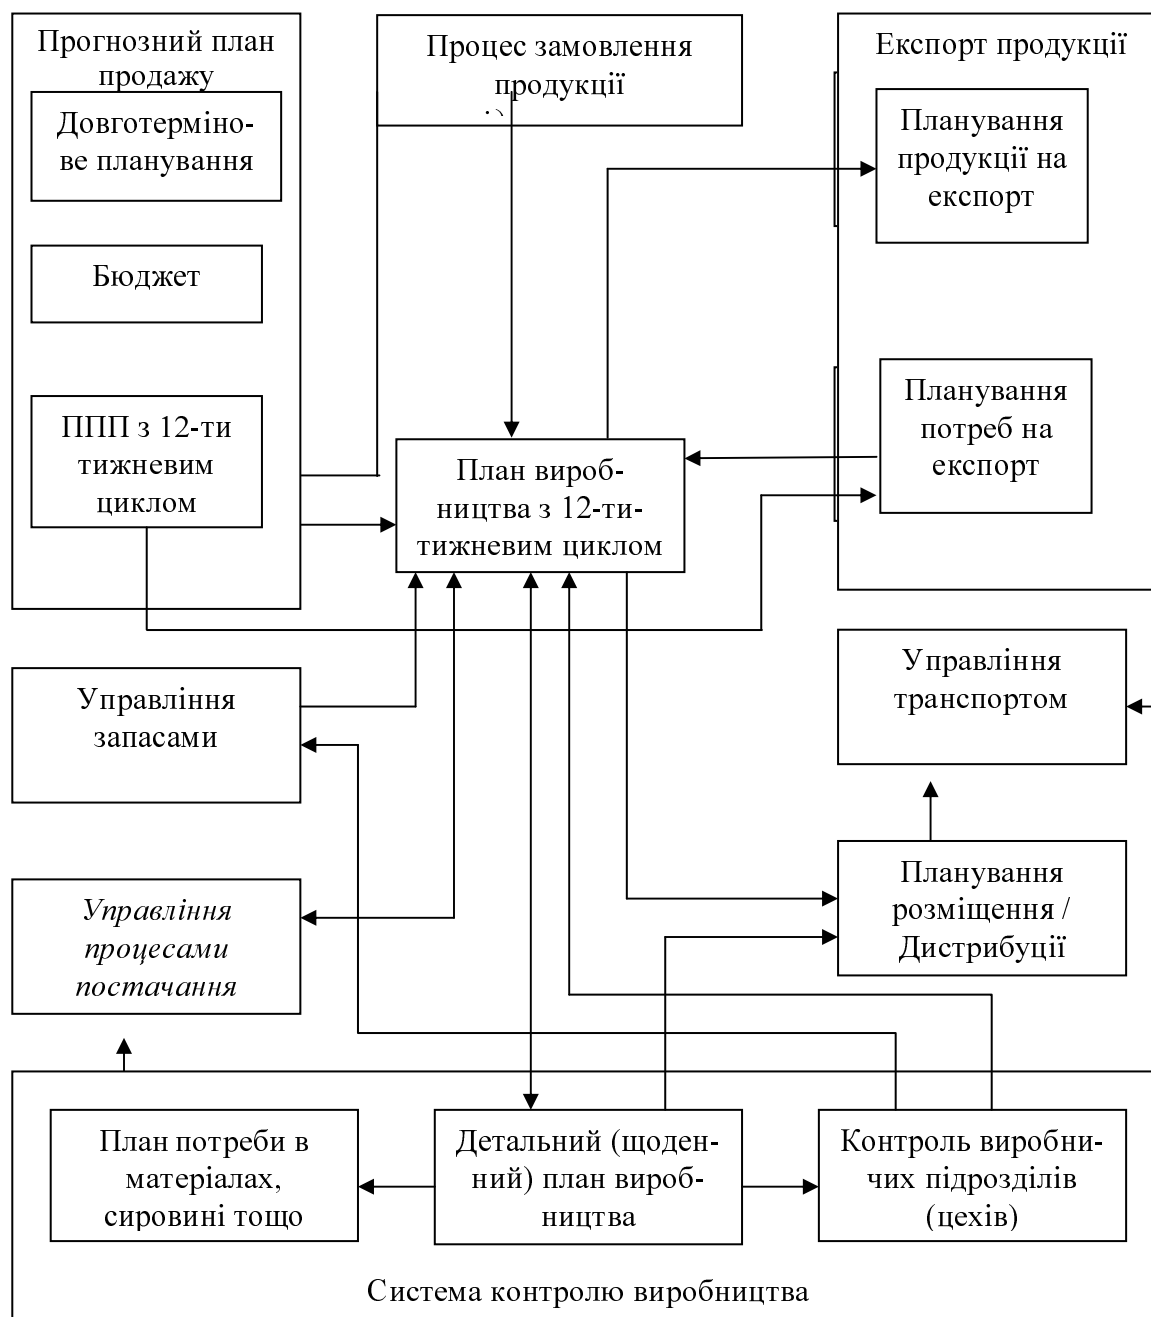 Прогнозний план
продажу
Довготерміно-
ве планування
Бюджет
ППП з 12-ти
тижневим
циклом
Процес замовлення
продукції
Експорт продукції
Планування
продукції на
експорт
Планування
потреб на
експорт
План вироб-
ництва з 12-ти-
тижневим циклом
Управління
запасами
Управління
транспортом
Управління
процесами
постачання
Планування
розміщення /
Дистрибуції
План потреби в
матеріалах,
сировині тощо
Детальний (щоден-
ний) план вироб-
ництва
Контроль виробни-
чих підрозділів
(цехів)
Система контролю виробництва